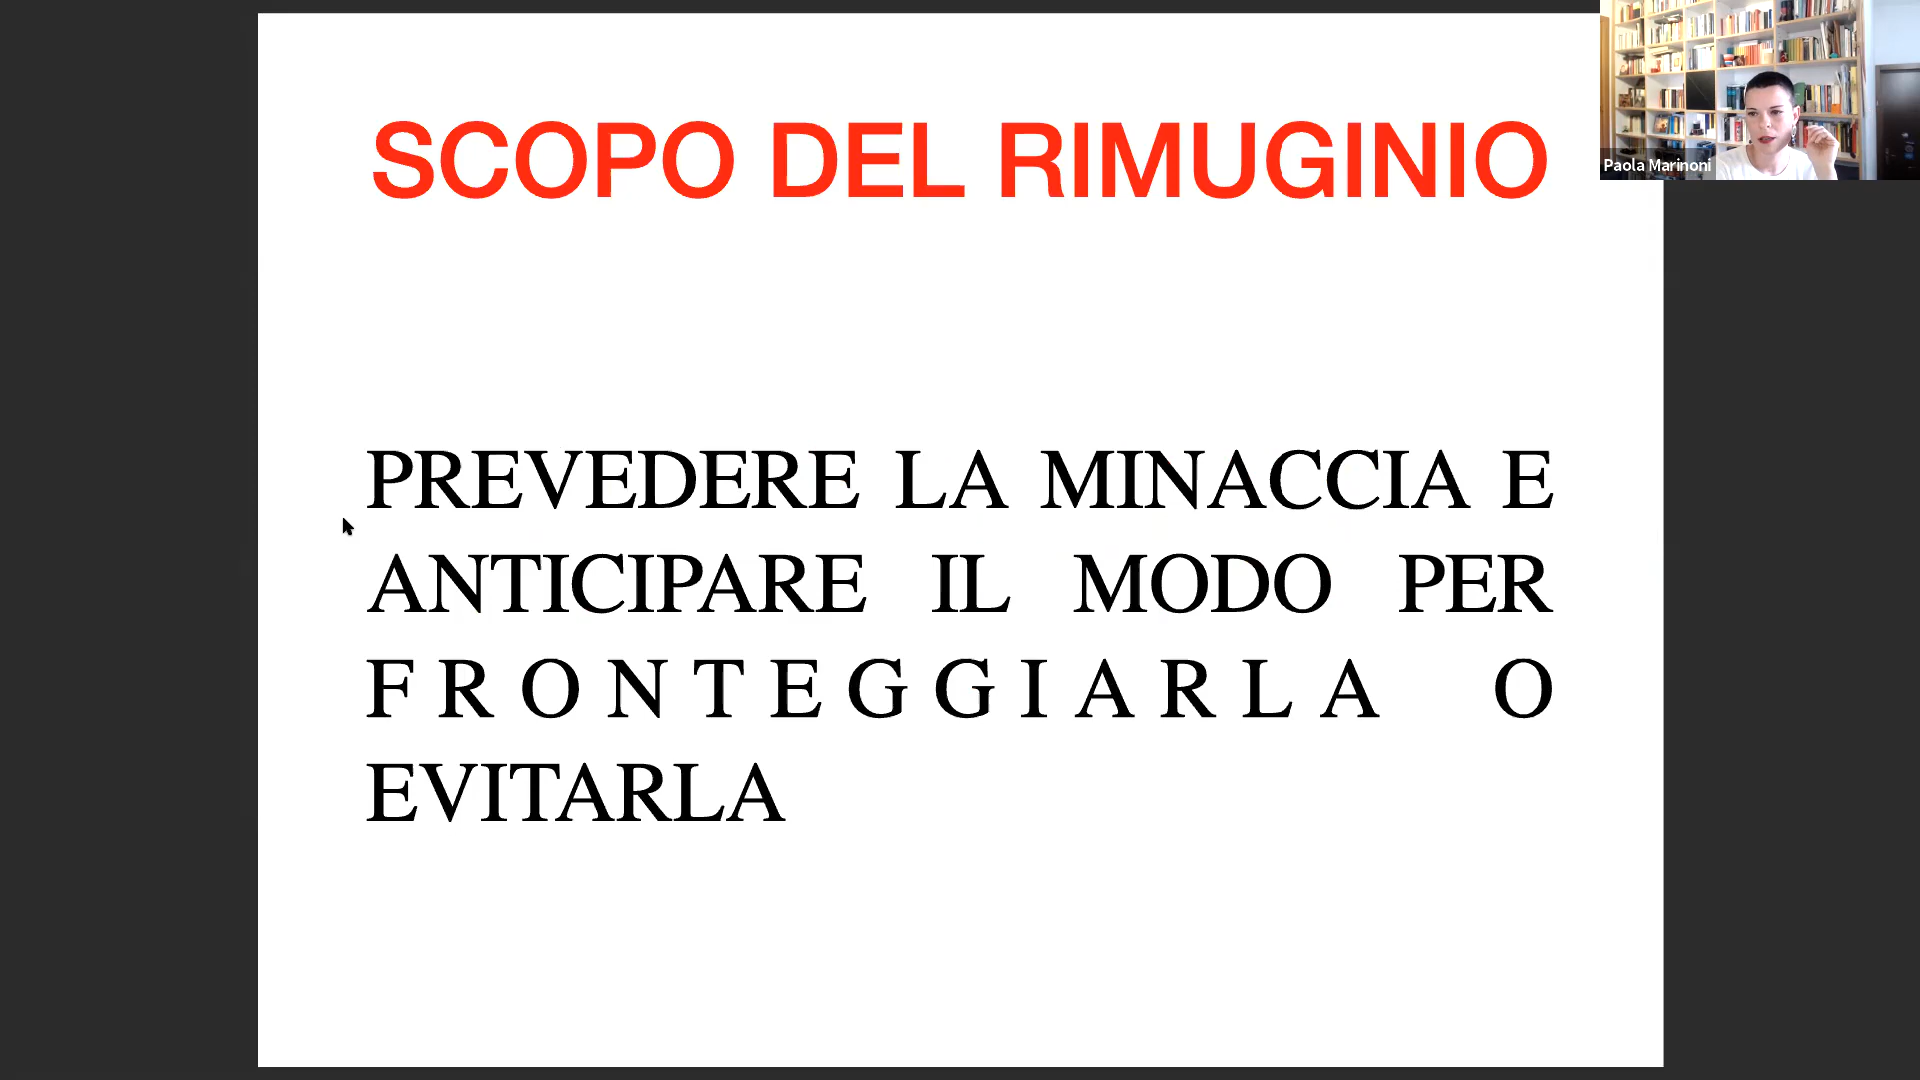 SCOPO DEL RIMUGINIO
Paola Marinoni
PREVEDERE LA MINACCIA E
ANTICIPARE IL MODO PER
FRONTEGGIARLA O
EVITARLA